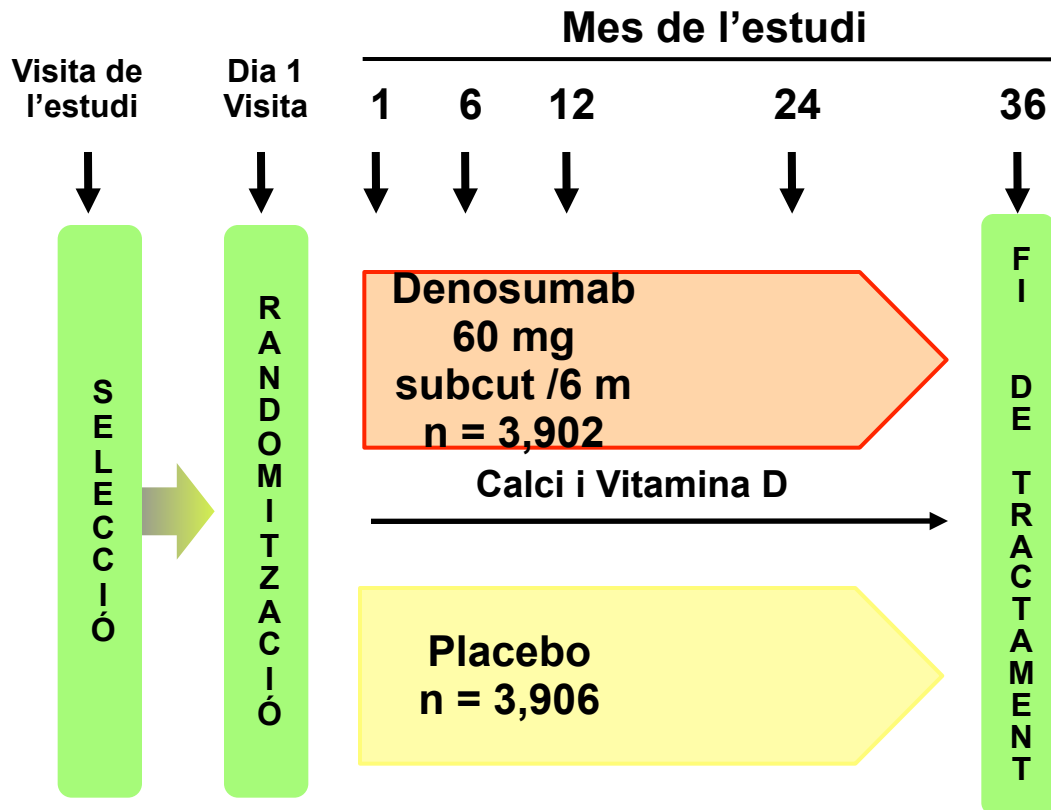 Mes de l’estudi
Visita de
l’estudi
Dia 1
Visita
1 6 12 24 36
SELECCIÓ
RANDOMITZACIÓ
Denosumab
60 mg
subcut /6 m
n = 3,902
Calci i Vitamina D
Placebo
n = 3,906
FI DE TRACTAMENT